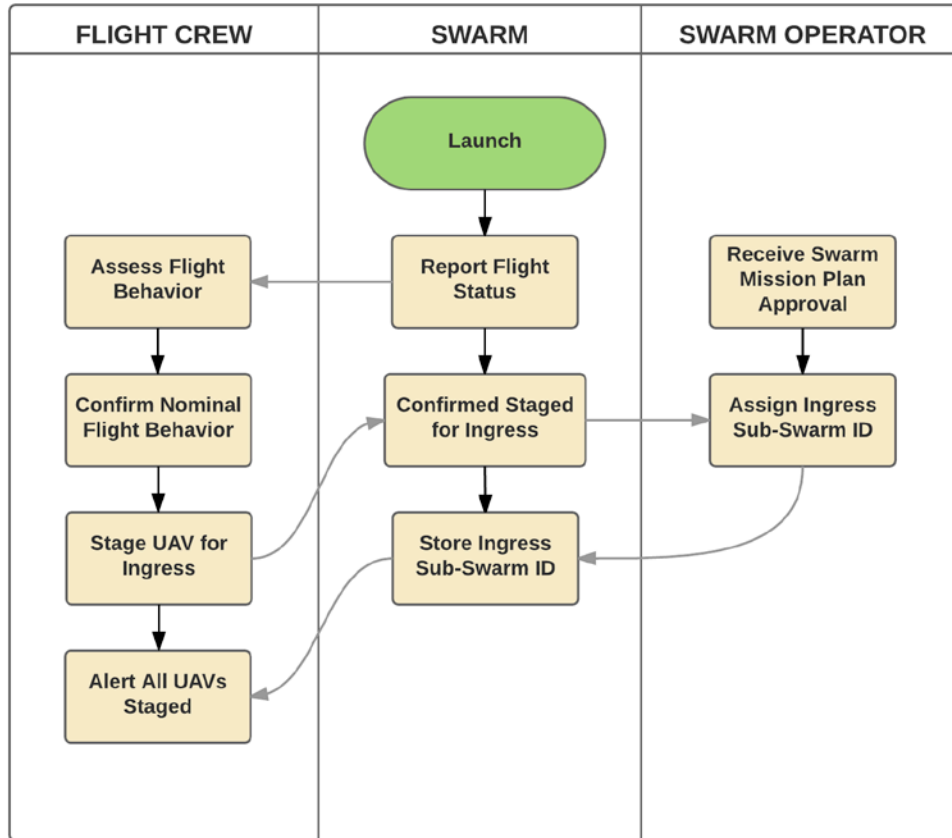 FLIGHT CREW
SWARM
SWARM OPERATOR
Launch
Assess Flight
Behavior
Report Flight
Status
Receive Swarm
Mission Plan
Approval
Confirm Nominal
Flight Behavior
Confirmed Staged
for Ingress
Assign Ingress
Sub-Swarm ID
Stage UAV for
Ingress
Store Ingress
Sub-Swarm ID
Alert All UAVs
Staged